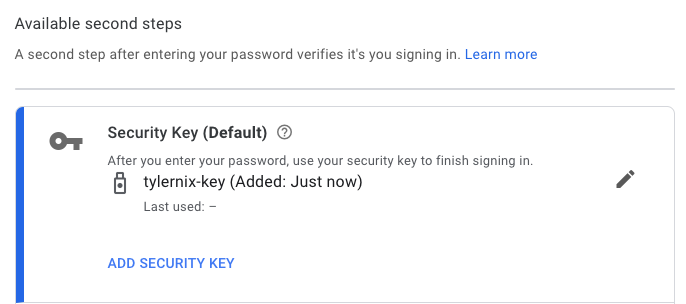 Available second steps
A second step after entering your password verifies it's you signing in. Learn more
Security Key (Default)
After you enter your password, use your security key to finish signing in.
tylernix-key (Added: Just now)
Last used: –
ADD SECURITY KEY